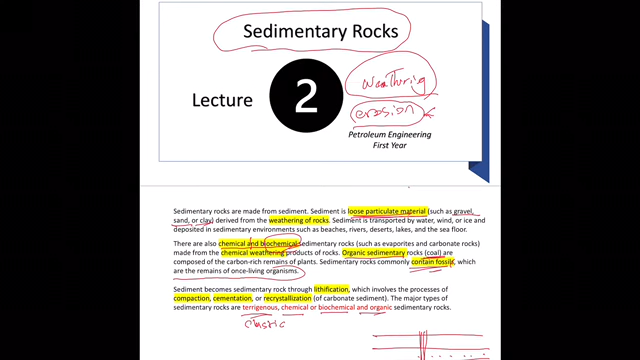 Sedimentary Rocks
Lecture
2
Weathering
erosion
Petroleum Engineering
First Year
Sedimentary rocks are made from sediment. Sediment is loose particulate material (such as gravel,
sand, or clay) derived from the weathering of rocks. Sediment is transported by water, wind, or ice and
deposited in sedimentary environments such as beaches, rivers, deserts, lakes, and the sea floor.
There are also chemical and biochemical sedimentary rocks (such as evaporites and carbonate rocks)
made from the chemical weathering products of rocks. Organic sedimentary rocks (coal) are
composed of the carbon-rich remains of plants. Sedimentary rocks commonly contain fossils, which
are the remains of once-living organisms.
Sediment becomes sedimentary rock through lithification, which involves the processes of
compaction, cementation, or recrystallization (of carbonate sediment). The major types of
sedimentary rocks are terrigenous, chemical or biochemical and organic sedimentary rocks.
clastic